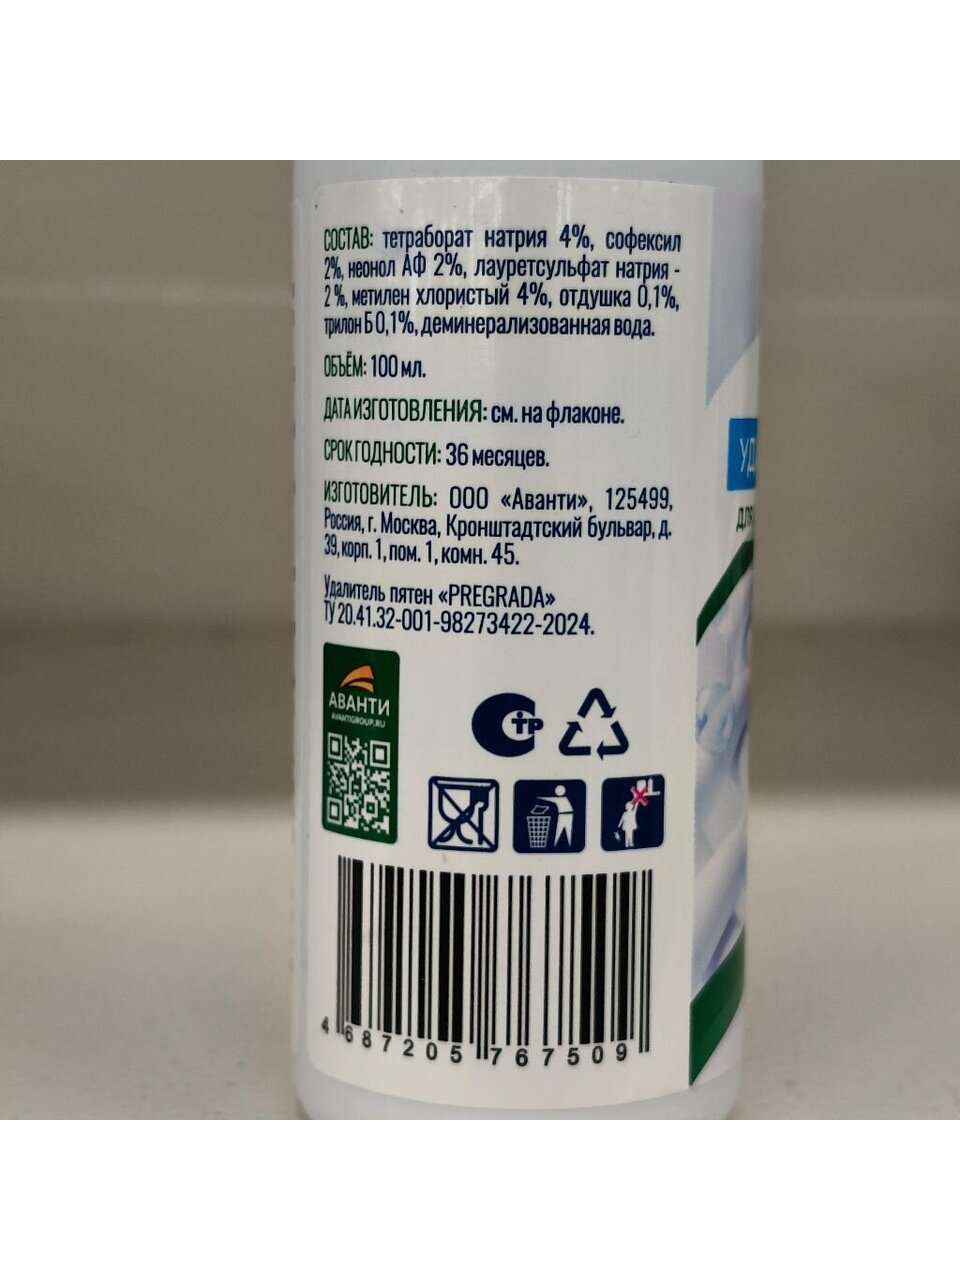 СОСТАВ: тетраборат натрия 4%, софексил
2%, неонол АФ 2%, лауретсульфат натрия -
2%, метилен хлористый 4%, отдушка 0,1%,
трилон Б 0,1%, деминерализованная вода.
ОБЪЁМ: 100 мл.
ДАТА ИЗГОТОВЛЕНИЯ: см. на флаконе.
СРОК ГОДНОСТИ: 36 месяцев.
ИЗГОТОВИТЕЛЬ: ООО «Аванти», 125499,
Россия, г. Москва, Кронштадтский бульвар, д.
39, корп. 1, пом. 1, комн. 45.
Удалитель пятен «PREGRADA»
ТУ 20.41.32-001-98273422-2024.
АВАНТИ
AVANTIGROUP.RU
СТР
4 687205 767509